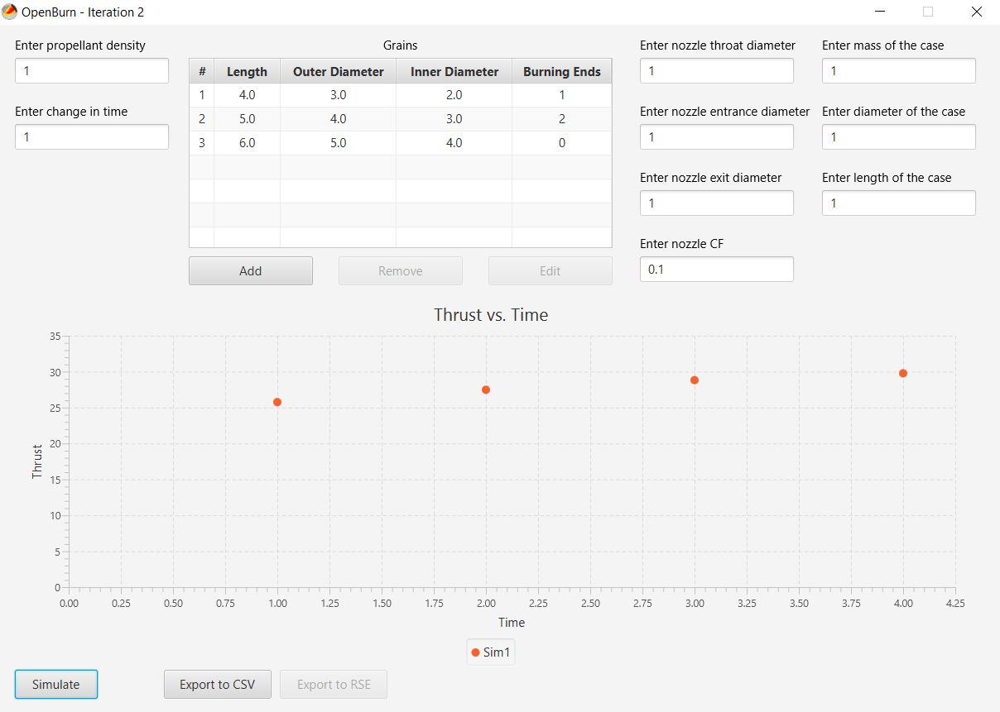 OpenBurn - Iteration 2
Enter propellant density
1
Enter change in time
1
Grains
# Length Outer Diameter Inner Diameter Burning Ends
1 4.0 3.0 2.0 1
2 5.0 4.0 3.0 2
3 6.0 5.0 4.0 0
Add Remove Edit
Enter nozzle throat diameter
1
Enter nozzle entrance diameter
1
Enter nozzle exit diameter
1
Enter nozzle CF
0.1
Enter mass of the case
1
Enter diameter of the case
1
Enter length of the case
1
Thrust vs. Time
Thrust
35
30
25
20
15
10
5
0
0.00 0.25 0.50 0.75 1.00 1.25 1.50 1.75 2.00 2.25 2.50 2.75 3.00 3.25 3.50 3.75 4.00 4.25
Time
Sim1
Simulate Export to CSV Export to RSE